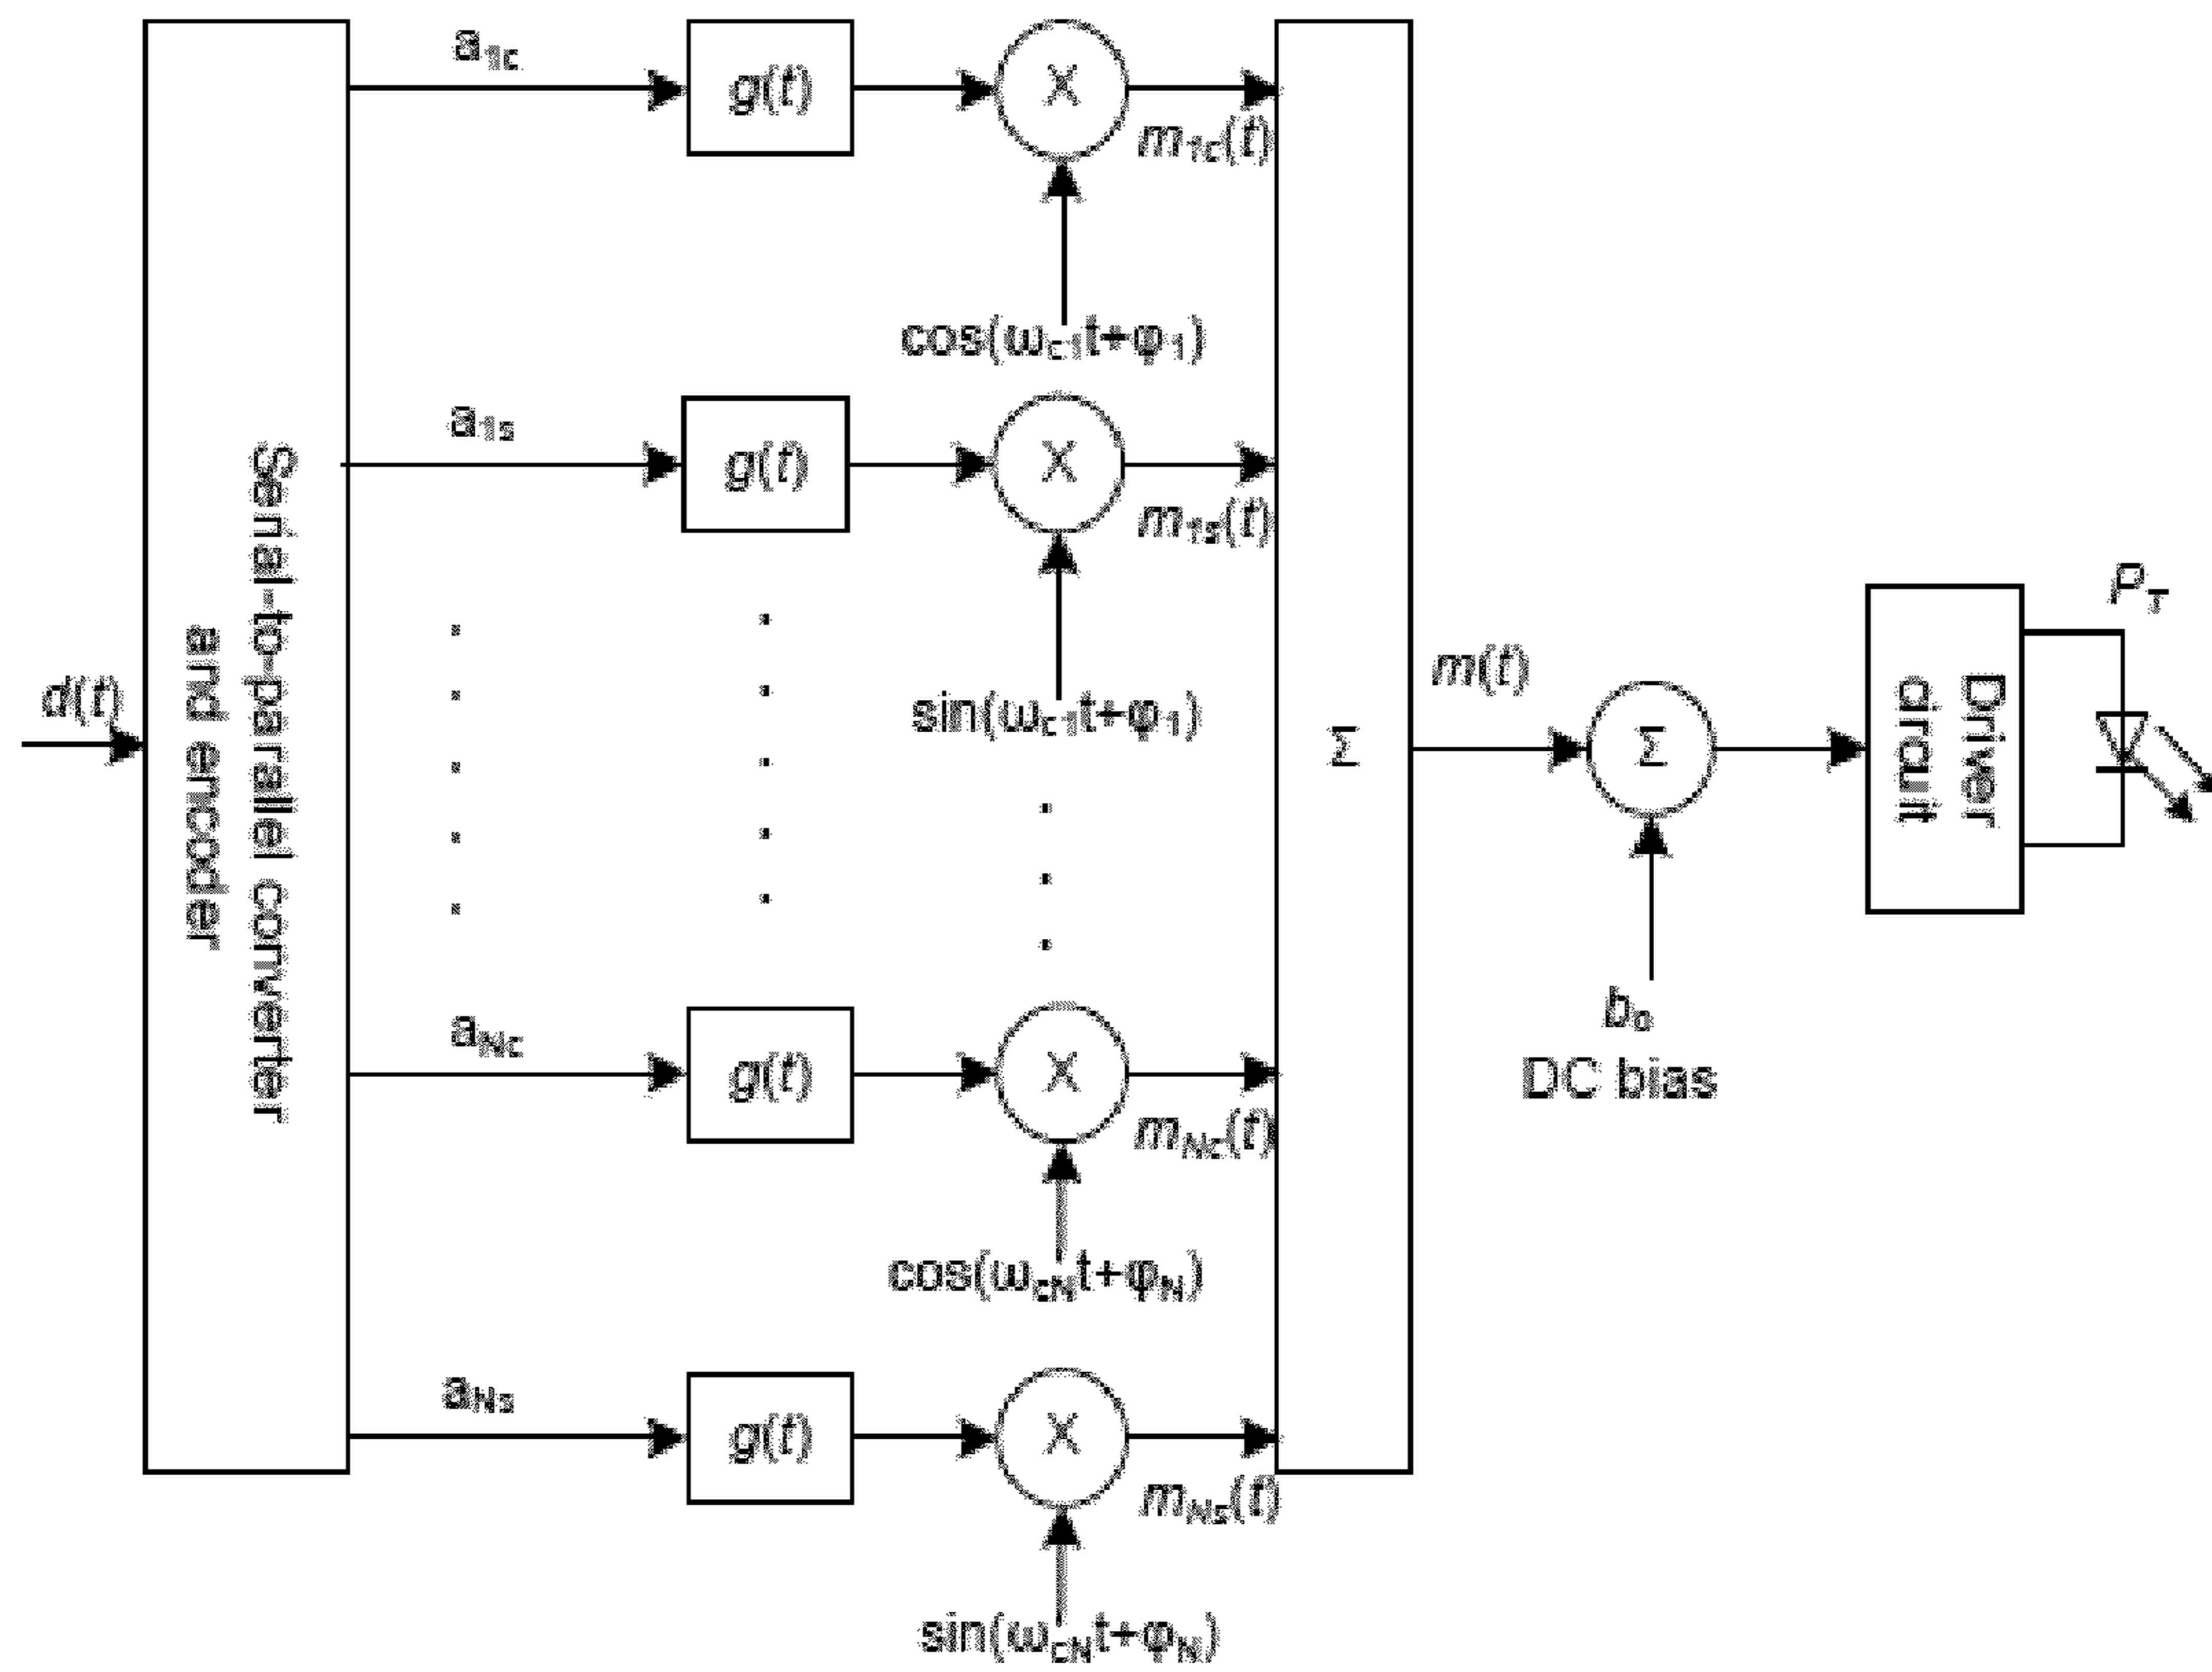 a1c
g(t)
X
m1c(t)
cos(ωc1t+φ1)
a1s
g(t)
X
m1s(t)
sin(ωc1t+φ1)
d(t)
Serial-to-parallel converter
and encoder
Σ
m(t)
Σ
b0
DC bias
Driver
circuit
PT
aNc
g(t)
X
mNc(t)
cos(ωcNt+φN)
aNs
g(t)
X
mNs(t)
sin(ωcNt+φN)